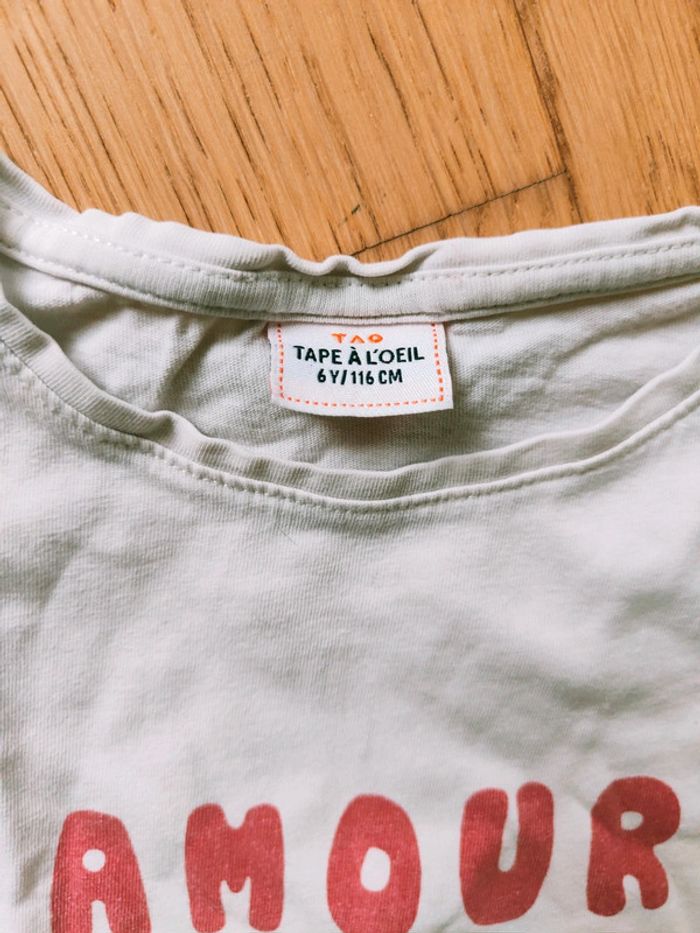 TAO
TAPE À L'OEIL
6 Y/116 CM
AMOUR